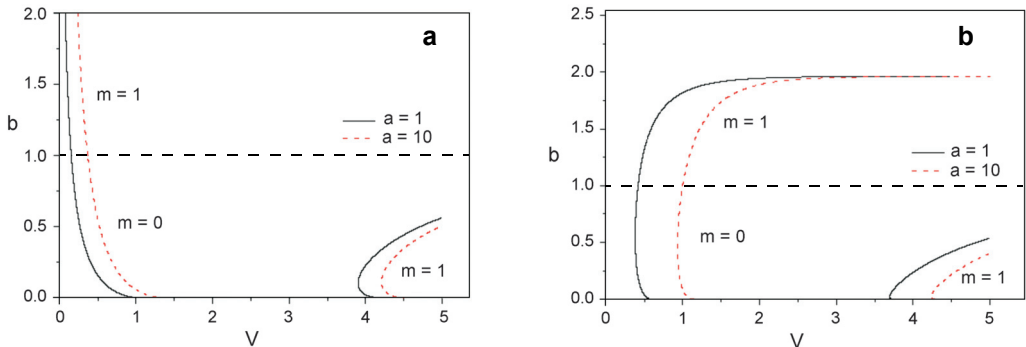 a
2.0
1.5
1.0
0.5
0.0
b
m = 1
a = 1
a = 10
m = 0
m = 1
0 1 2 3 4 5
V
b
2.5
2.0
1.5
1.0
0.5
0.0
b
m = 1
a = 1
a = 10
m = 0
m = 1
0 1 2 3 4 5
V